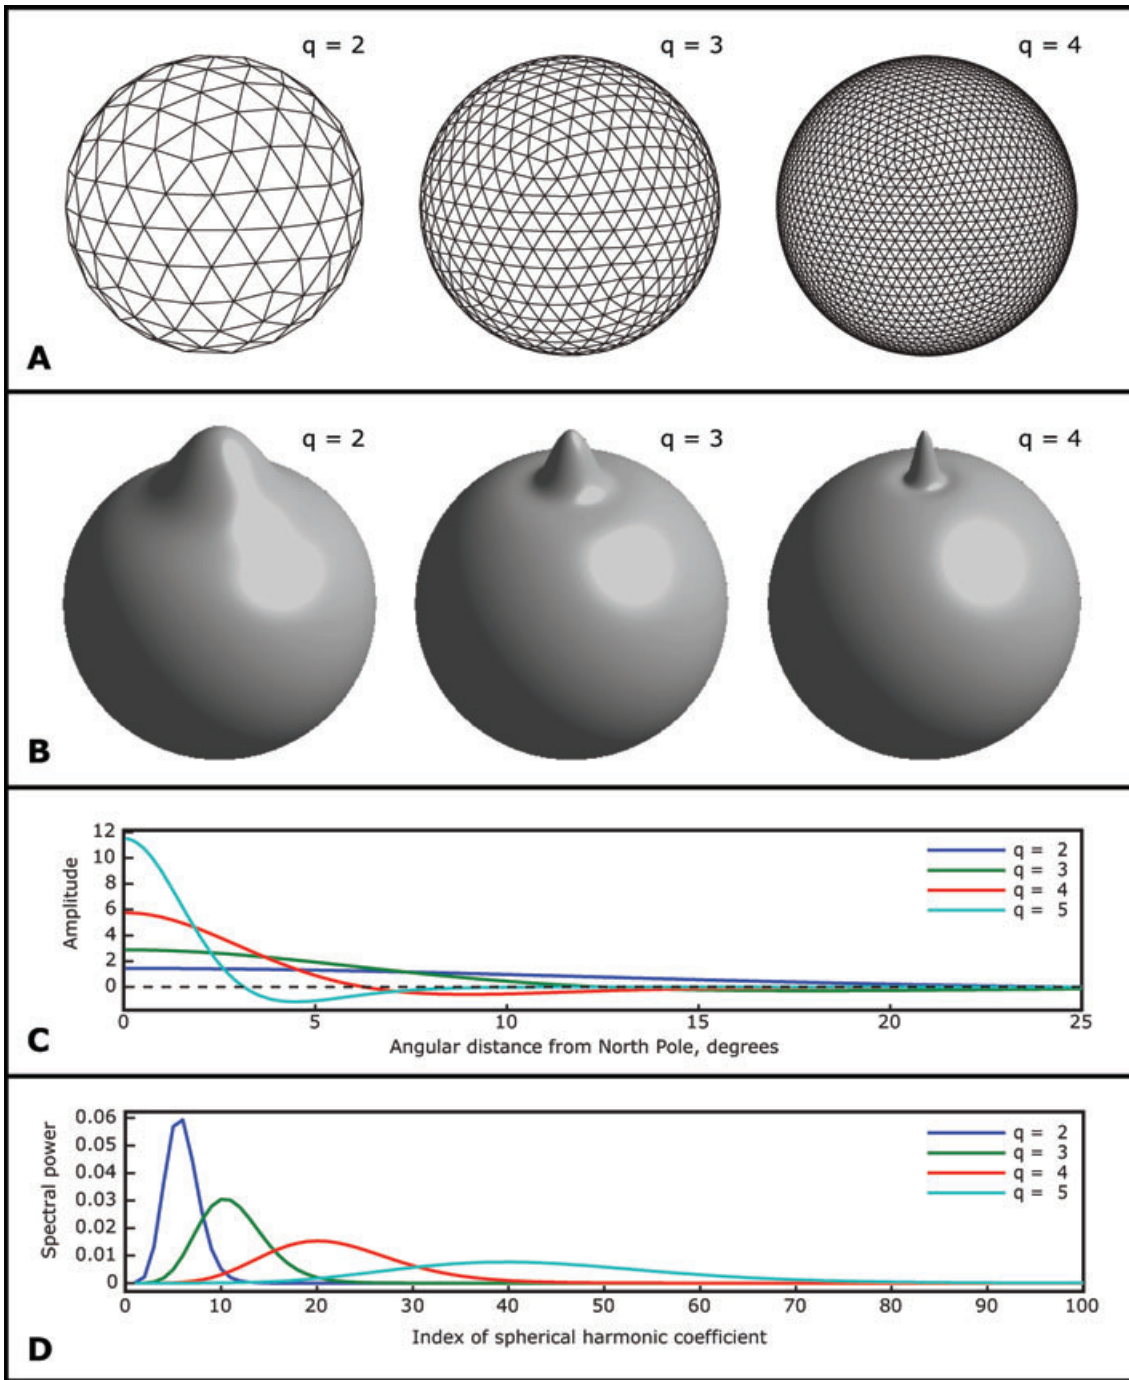 q = 2
q = 3
q = 4
A
q = 2
q = 3
q = 4
B
12
10
8
6
4
2
0
Amplitude
q = 2
q = 3
q = 4
q = 5
0 5 10 15 20 25
Angular distance from North Pole, degrees
C
0.06
0.05
0.04
0.03
0.02
0.01
0
Spectral power
q = 2
q = 3
q = 4
q = 5
0 10 20 30 40 50 60 70 80 90 100
Index of spherical harmonic coefficient
D